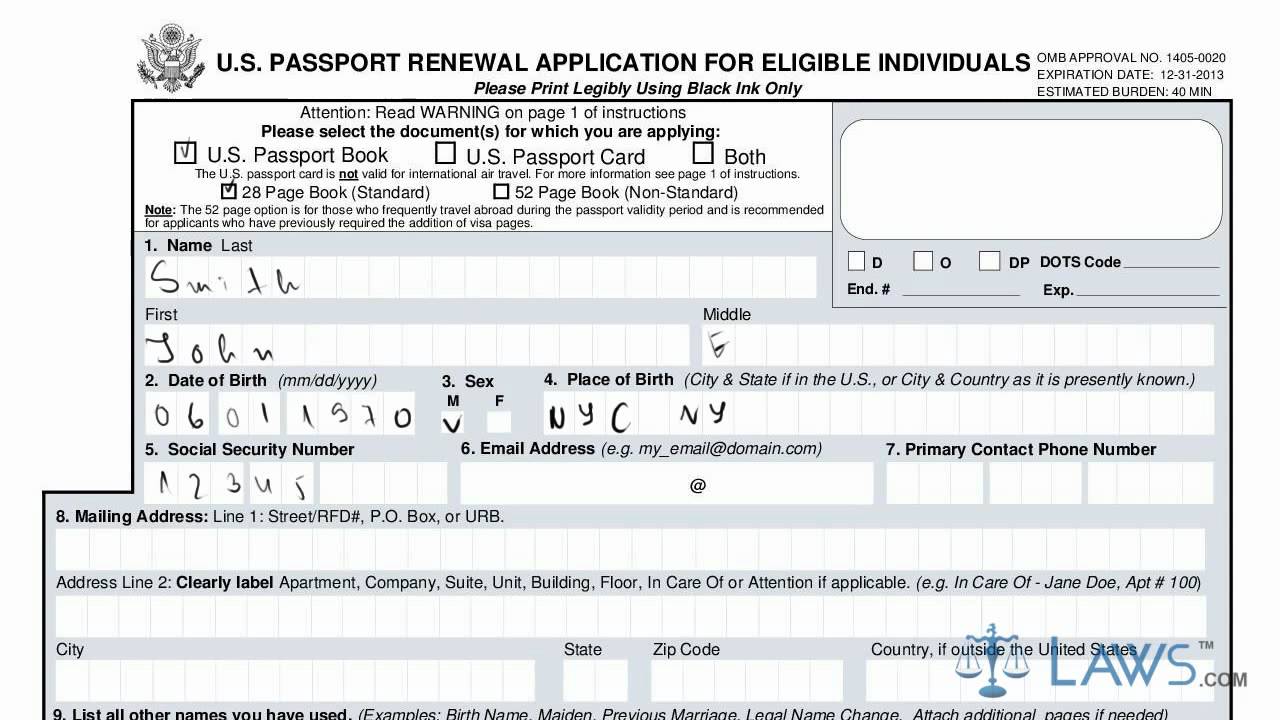 U.S. PASSPORT RENEWAL APPLICATION FOR ELIGIBLE INDIVIDUALS
Please Print Legibly Using Black Ink Only
OMB APPROVAL NO. 1405-0020
EXPIRATION DATE: 12-31-2013
ESTIMATED BURDEN: 40 MIN
Attention: Read WARNING on page 1 of instructions
Please select the document(s) for which you are applying:
U.S. Passport Book U.S. Passport Card Both
The U.S. passport card is not valid for international air travel. For more information see page 1 of instructions.
28 Page Book (Standard) 52 Page Book (Non-Standard)
Note: The 52 page option is for those who frequently travel abroad during the passport validity period and is recommended
for applicants who have previously required the addition of visa pages.
D O DP DOTS Code
End. # Exp.
1. Name Last
Smith
First Middle
John E
2. Date of Birth (mm/dd/yyyy) 3. Sex 4. Place of Birth (City & State if in the U.S., or City & Country as it is presently known.)
M F
06 01 1970 NYC NY
5. Social Security Number 6. Email Address (e.g. my_email@domain.com) 7. Primary Contact Phone Number
12345 @
8. Mailing Address: Line 1: Street/RFD#, P.O. Box, or URB.
Address Line 2: Clearly label Apartment, Company, Suite, Unit, Building, Floor, In Care Of or Attention if applicable. (e.g. In Care Of - Jane Doe, Apt # 100)
City State Zip Code Country, if outside the United States
LAWS.COM TM
9. List all other names you have used. (Examples: Birth Name, Maiden, Previous Marriage, Legal Name Change. Attach additional pages if needed)